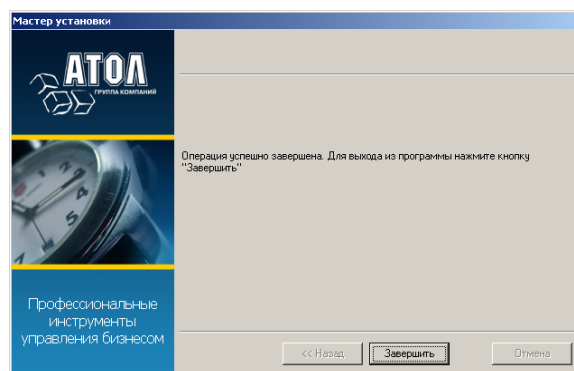 Мастер установки
АТОЛ
ГРУППА КОМПАНИЙ
Операция успешно завершена. Для выхода из программы нажмите кнопку
"Завершить"
Профессиональные
инструменты
управления бизнесом
<< Назад Завершить Отмена